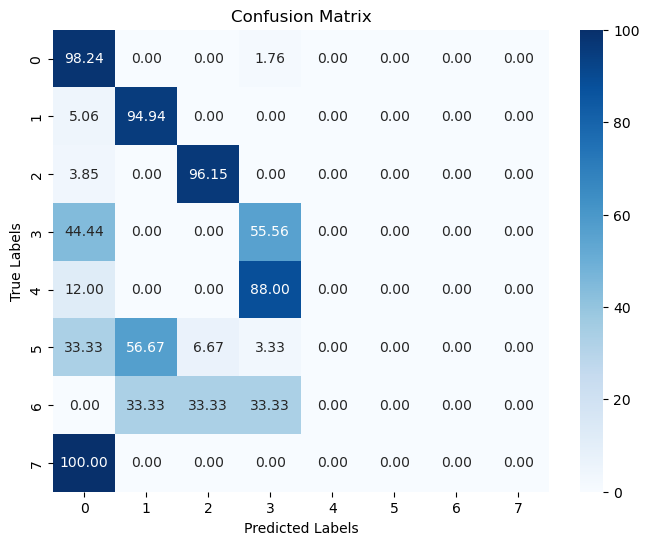 Confusion Matrix
True Labels
0 98.24 0.00 0.00 1.76 0.00 0.00 0.00 0.00
1 5.06 94.94 0.00 0.00 0.00 0.00 0.00 0.00
2 3.85 0.00 96.15 0.00 0.00 0.00 0.00 0.00
3 44.44 0.00 0.00 55.56 0.00 0.00 0.00 0.00
4 12.00 0.00 0.00 88.00 0.00 0.00 0.00 0.00
5 33.33 56.67 6.67 3.33 0.00 0.00 0.00 0.00
6 0.00 33.33 33.33 33.33 0.00 0.00 0.00 0.00
7 100.00 0.00 0.00 0.00 0.00 0.00 0.00 0.00
0 1 2 3 4 5 6 7
Predicted Labels
100
80
60
40
20
0